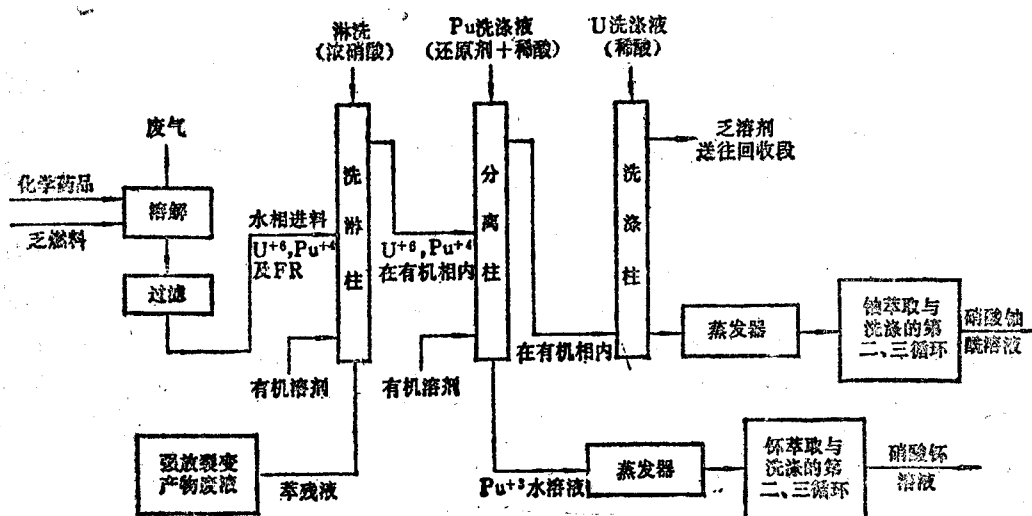 淋洗
(浓硝酸)
Pu洗涤液
(还原剂+稀酸)
U洗涤液
(稀酸)
废气
化学药品
乏燃料
溶解
过滤
水相进料
U+6,Pu+4
及FR
洗淋柱
U+6, Pu+4
在有机相内
分离柱
洗涤柱
乏溶剂
送往回收段
有机溶剂
有机溶剂
在有机相内
蒸发器
铀萃取与
洗涤的第
二、三循环
硝酸铀
酰溶液
强放裂变
产物废液
萃残液
Pu+3水溶液
蒸发器
钚萃取与
洗涤的第
二、三循环
硝酸钚
溶液